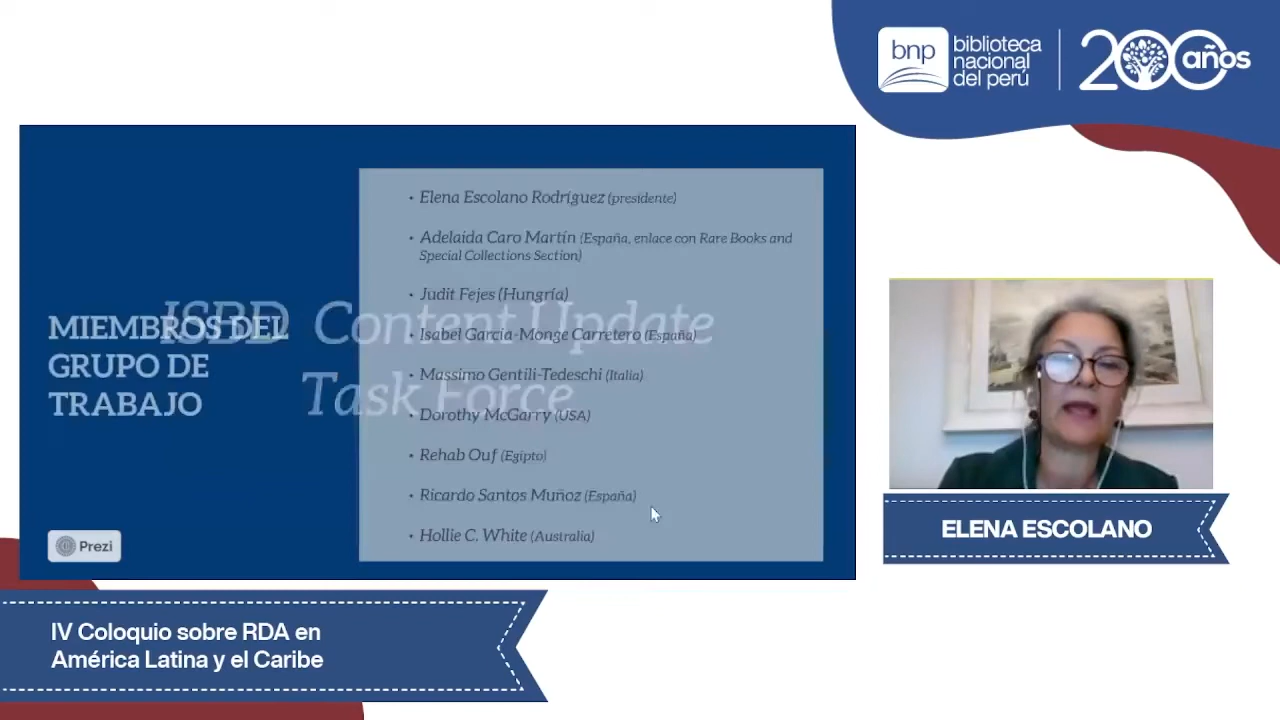 bnp
biblioteca
nacional
del perú
200 años
MIEMBROS DEL
GRUPO DE
TRABAJO
ISBD Content Update
Task Force
• Elena Escolano Rodríguez (presidente)
• Adelaida Caro Martín (España, enlace con Rare Books and
Special Collections Section)
• Judit Fejes (Hungría)
• Isabel García-Monge Carretero (España)
• Massimo Gentili-Tedeschi (Italia)
• Dorothy McGarry (USA)
• Rehab Ouf (Egipto)
• Ricardo Santos Muñoz (España)
• Hollie C. White (Australia)
Prezi
ELENA ESCOLANO
IV Coloquio sobre RDA en
América Latina y el Caribe